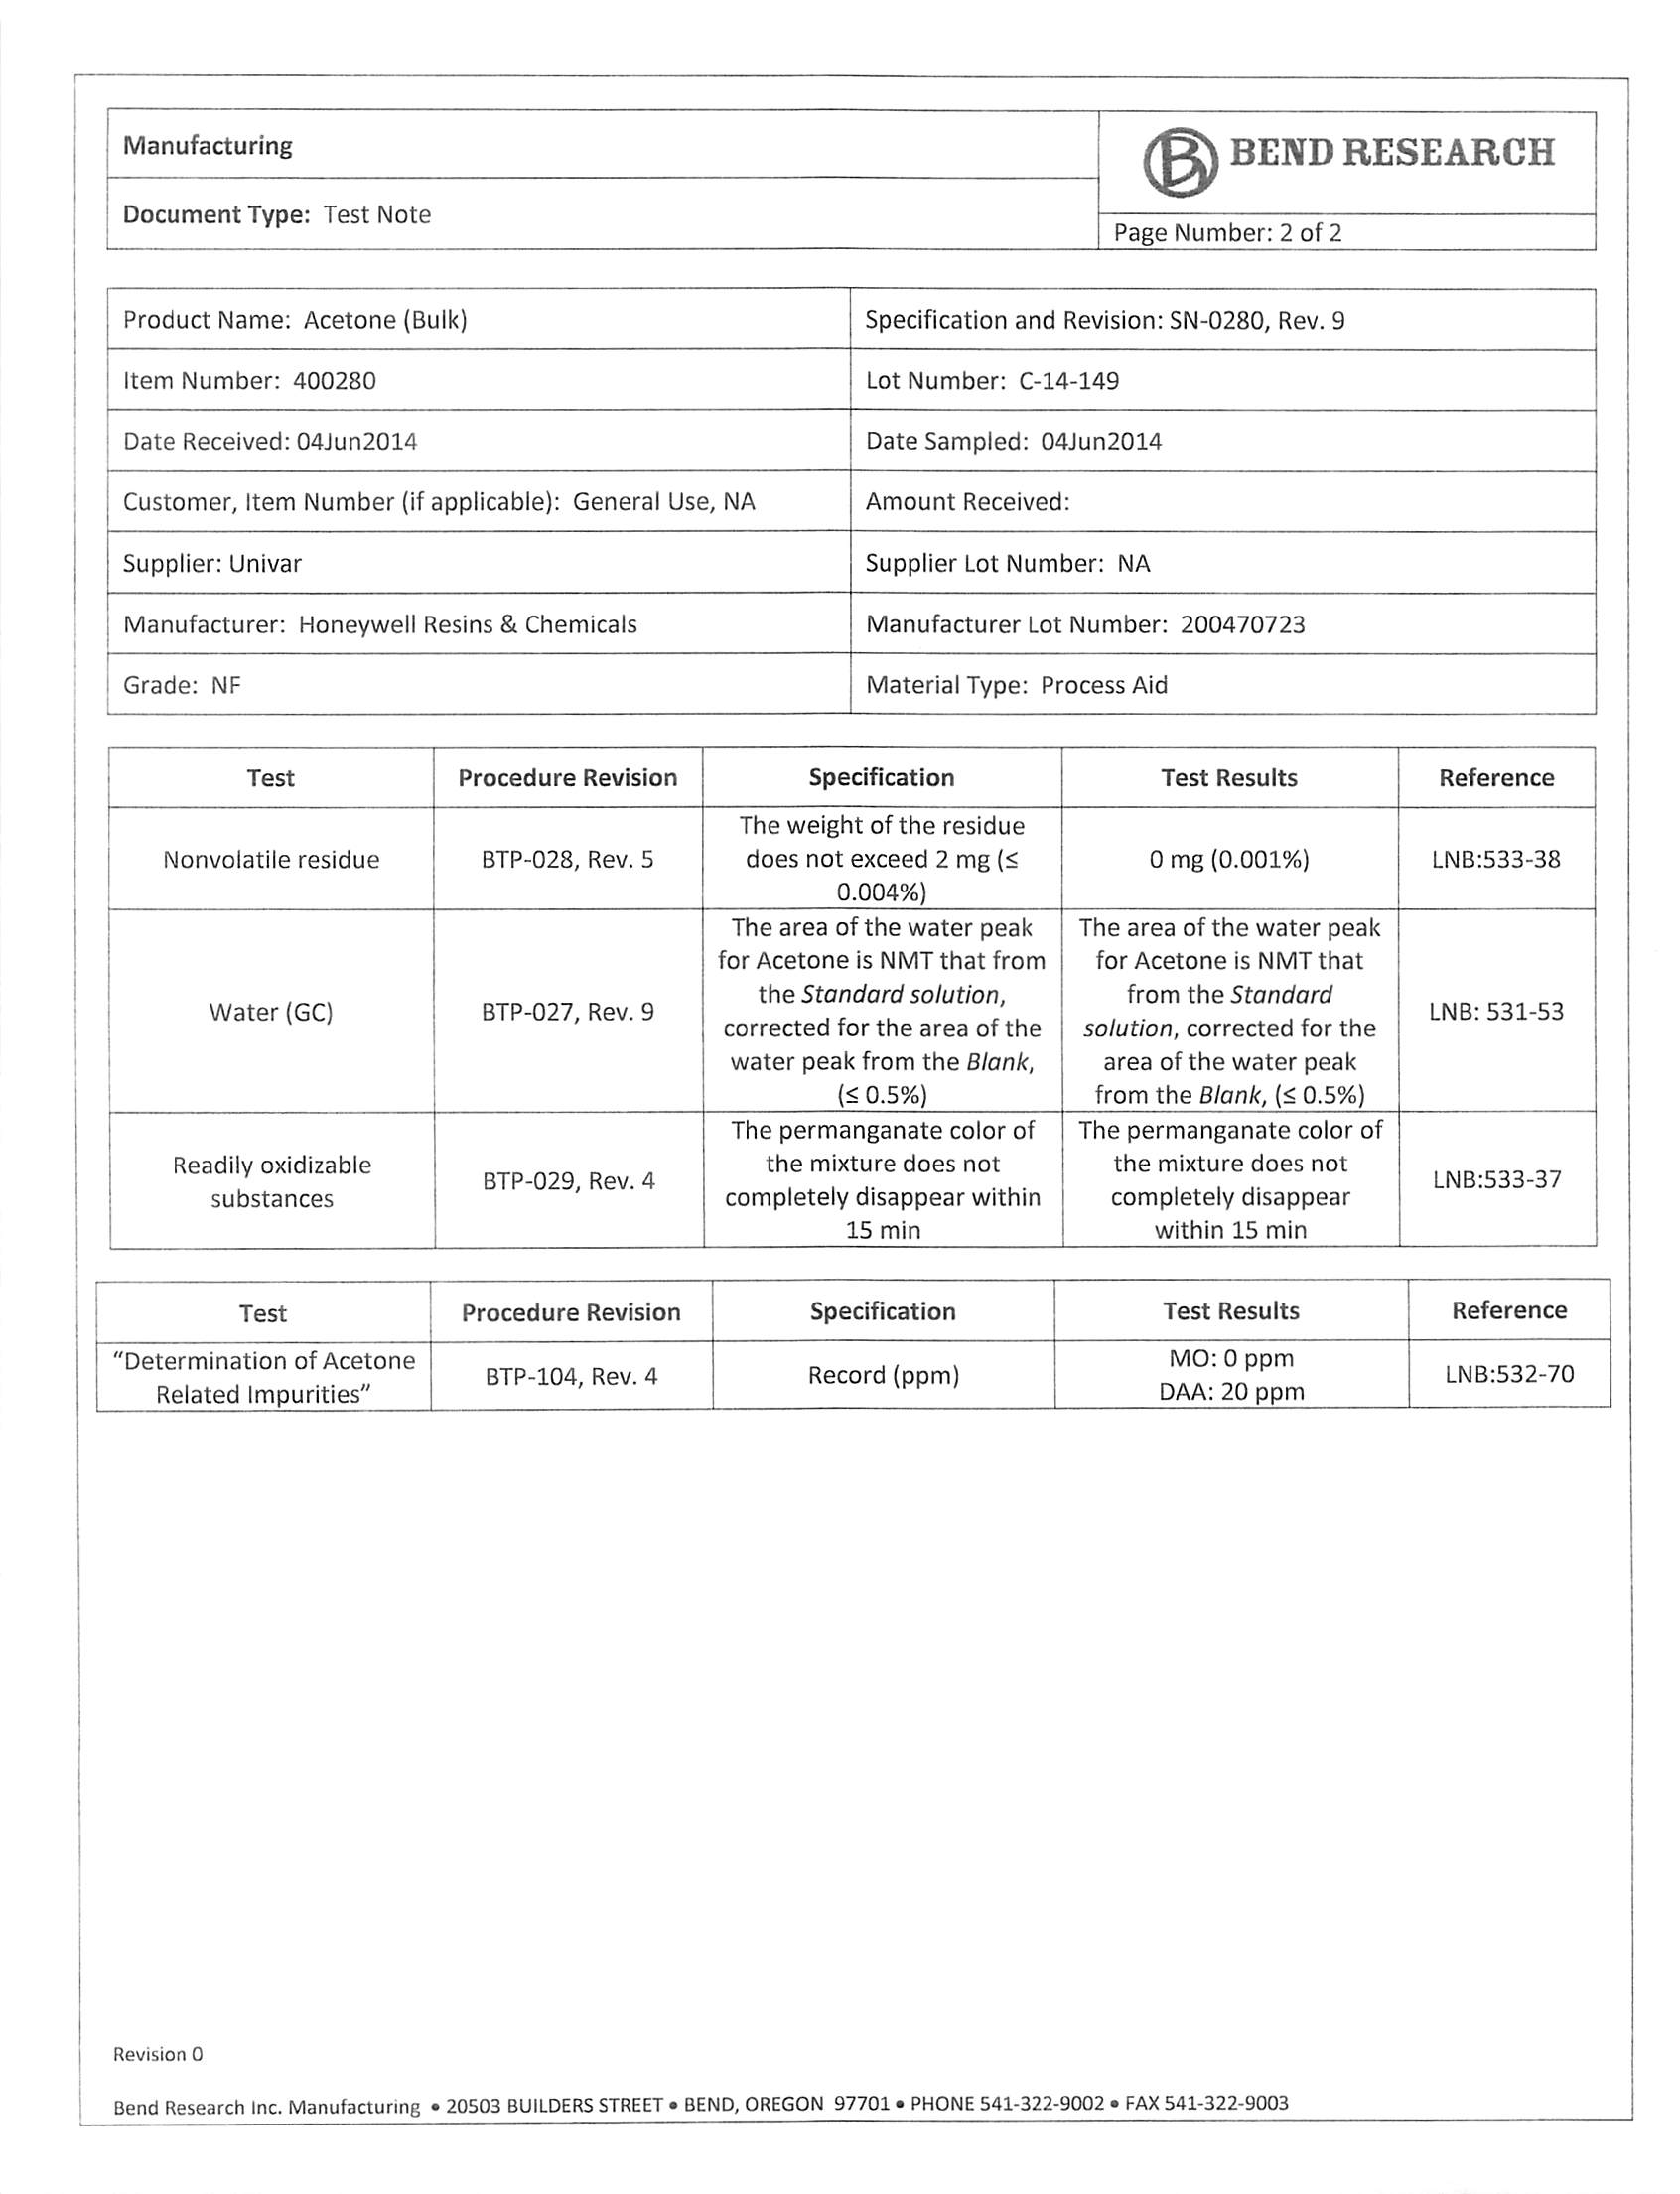 Manufacturing
BEND RESEARCH
Document Type: Test Note
Page Number: 2 of 2
Product Name: Acetone (Bulk)
Specification and Revision: SN-0280, Rev. 9
Item Number: 400280
Lot Number: C-14-149
Date Received: 04Jun2014
Date Sampled: 04Jun2014
Customer, Item Number (if applicable): General Use, NA
Amount Received:
Supplier: Univar
Supplier Lot Number: NA
Manufacturer: Honeywell Resins & Chemicals
Manufacturer Lot Number: 200470723
Grade: NF
Material Type: Process Aid
Test
Procedure Revision
Specification
Test Results
Reference
Nonvolatile residue
BTP-028, Rev. 5
The weight of the residue
does not exceed 2 mg (≤
0.004%)
0 mg (0.001%)
LNB:533-38
Water (GC)
BTP-027, Rev. 9
The area of the water peak
for Acetone is NMT that from
the Standard solution,
corrected for the area of the
water peak from the Blank,
(≤ 0.5%)
The area of the water peak
for Acetone is NMT that
from the Standard
solution, corrected for the
area of the water peak
from the Blank, (≤ 0.5%)
LNB: 531-53
Readily oxidizable
substances
BTP-029, Rev. 4
The permanganate color of
the mixture does not
completely disappear within
15 min
The permanganate color of
the mixture does not
completely disappear
within 15 min
LNB:533-37
Test
Procedure Revision
Specification
Test Results
Reference
"Determination of Acetone
Related Impurities"
BTP-104, Rev. 4
Record (ppm)
MO: 0 ppm
DAA: 20 ppm
LNB:532-70
Revision 0
Bend Research Inc. Manufacturing • 20503 BUILDERS STREET • BEND, OREGON 97701 • PHONE 541-322-9002 • FAX 541-322-9003